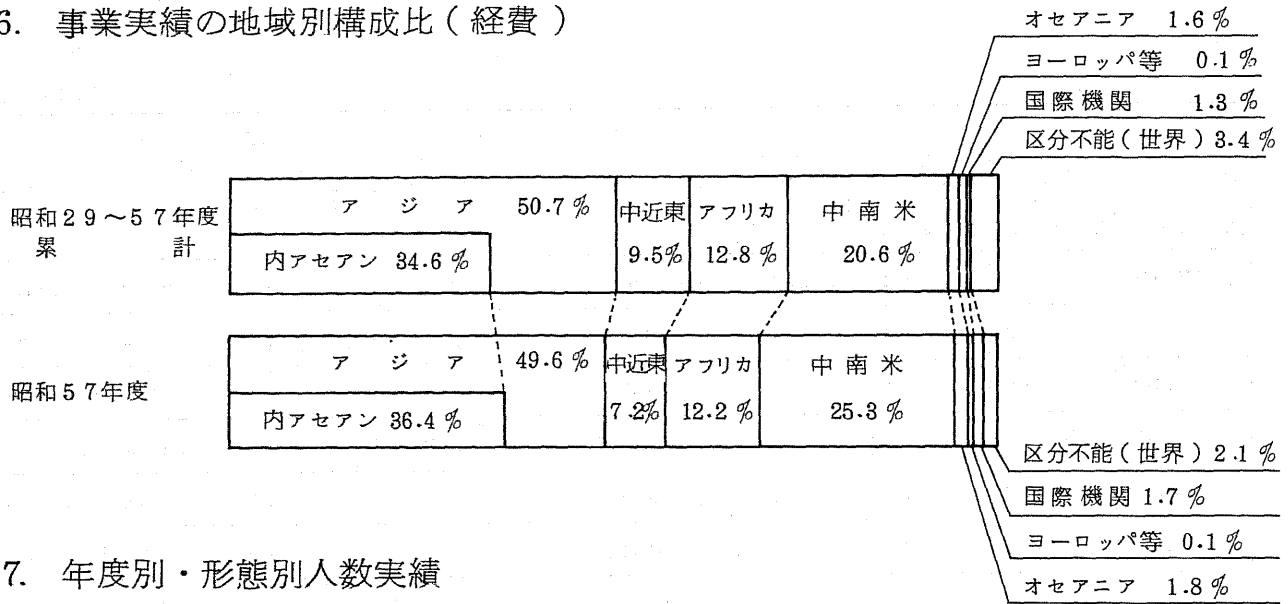 6. 事業実績の地域別構成比(経費)
オセアニア 1.6%
ヨーロッパ等 0.1%
国際機関 1.3%
区分不能(世界)3.4%
昭和29～57年度
累計
アジア 50.7%
内アセアン 34.6%
中近東
9.5%
アフリカ
12.8%
中南米
20.6%
昭和57年度
アジア 49.6%
内アセアン 36.4%
中近東
7.2%
アフリカ
12.2%
中南米
25.3%
区分不能(世界)2.1%
国際機関 1.7%
ヨーロッパ等 0.1%
オセアニア 1.8%
7. 年度別・形態別人数実績